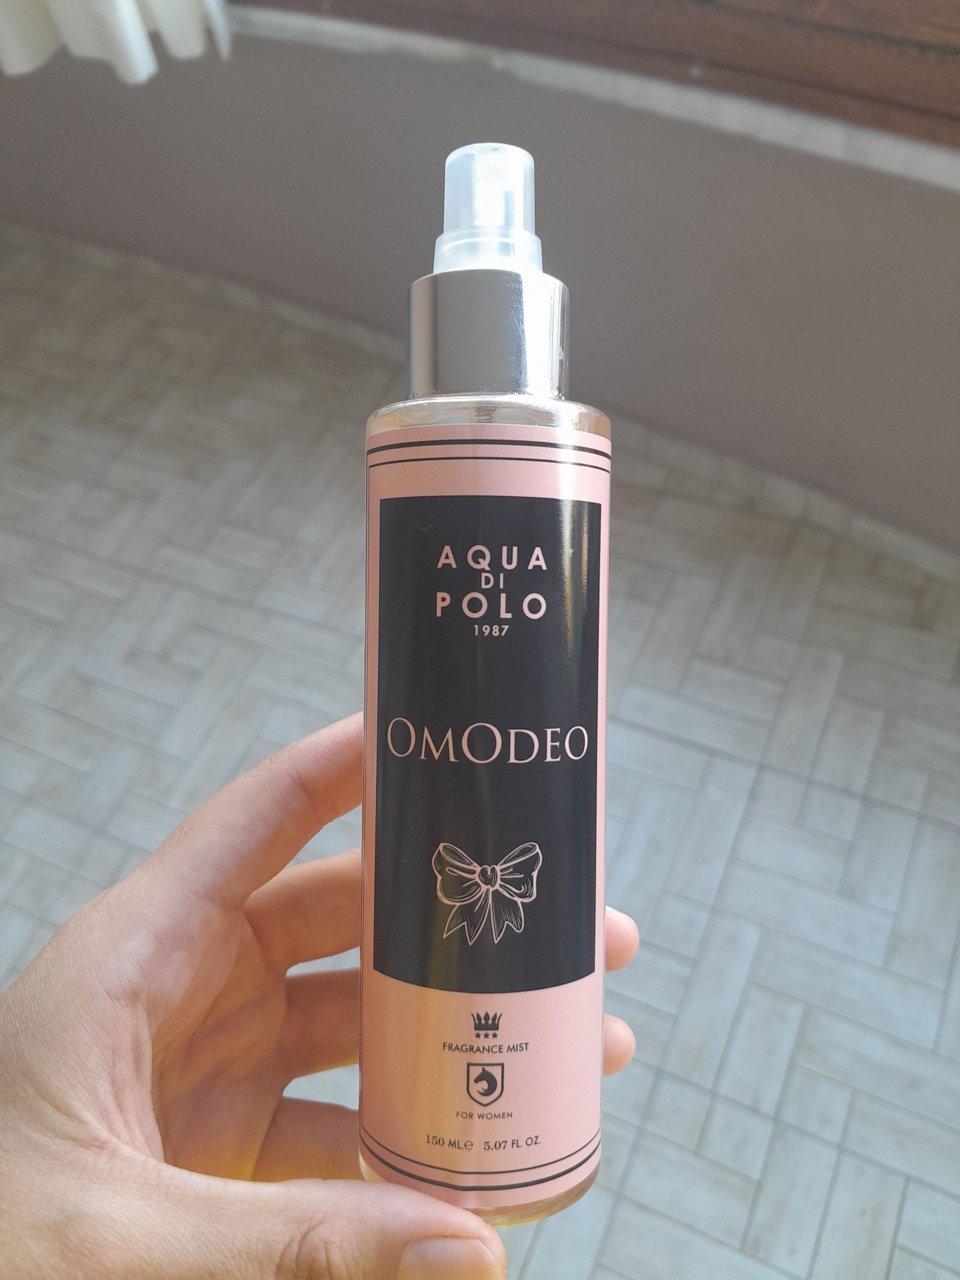 AQUA
DI
POLO
1987
OMODEO
FRAGRANCE MIST
FOR WOMEN
150 ML℮ 5.07 FL. OZ.